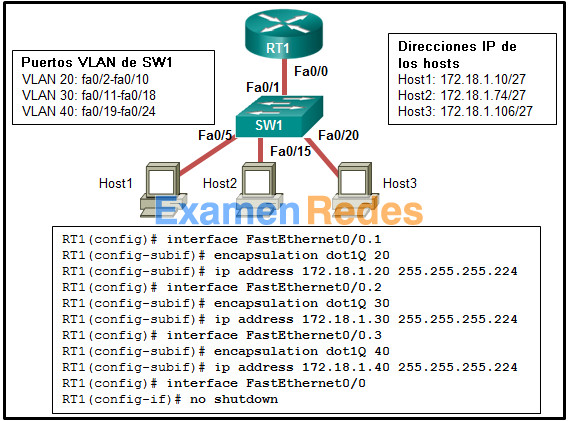 RT1
Fa0/0
Puertos VLAN de SW1
VLAN 20: fa0/2-fa0/10
VLAN 30: fa0/11-fa0/18
VLAN 40: fa0/19-fa0/24
Direcciones IP de
los hosts
Host1: 172.18.1.10/27
Host2: 172.18.1.74/27
Host3: 172.18.1.106/27
Fa0/1
SW1
Fa0/5
Fa0/15
Fa0/20
Host1
Host2
Host3
ExamenRedes
RT1(config)# interface FastEthernet0/0.1
RT1(config-subif)# encapsulation dot1Q 20
RT1(config-subif)# ip address 172.18.1.20 255.255.255.224
RT1(config)# interface FastEthernet0/0.2
RT1(config-subif)# encapsulation dot1Q 30
RT1(config-subif)# ip address 172.18.1.30 255.255.255.224
RT1(config)# interface FastEthernet0/0.3
RT1(config-subif)# encapsulation dot1Q 40
RT1(config-subif)# ip address 172.18.1.40 255.255.255.224
RT1(config)# interface FastEthernet0/0
RT1(config-if)# no shutdown